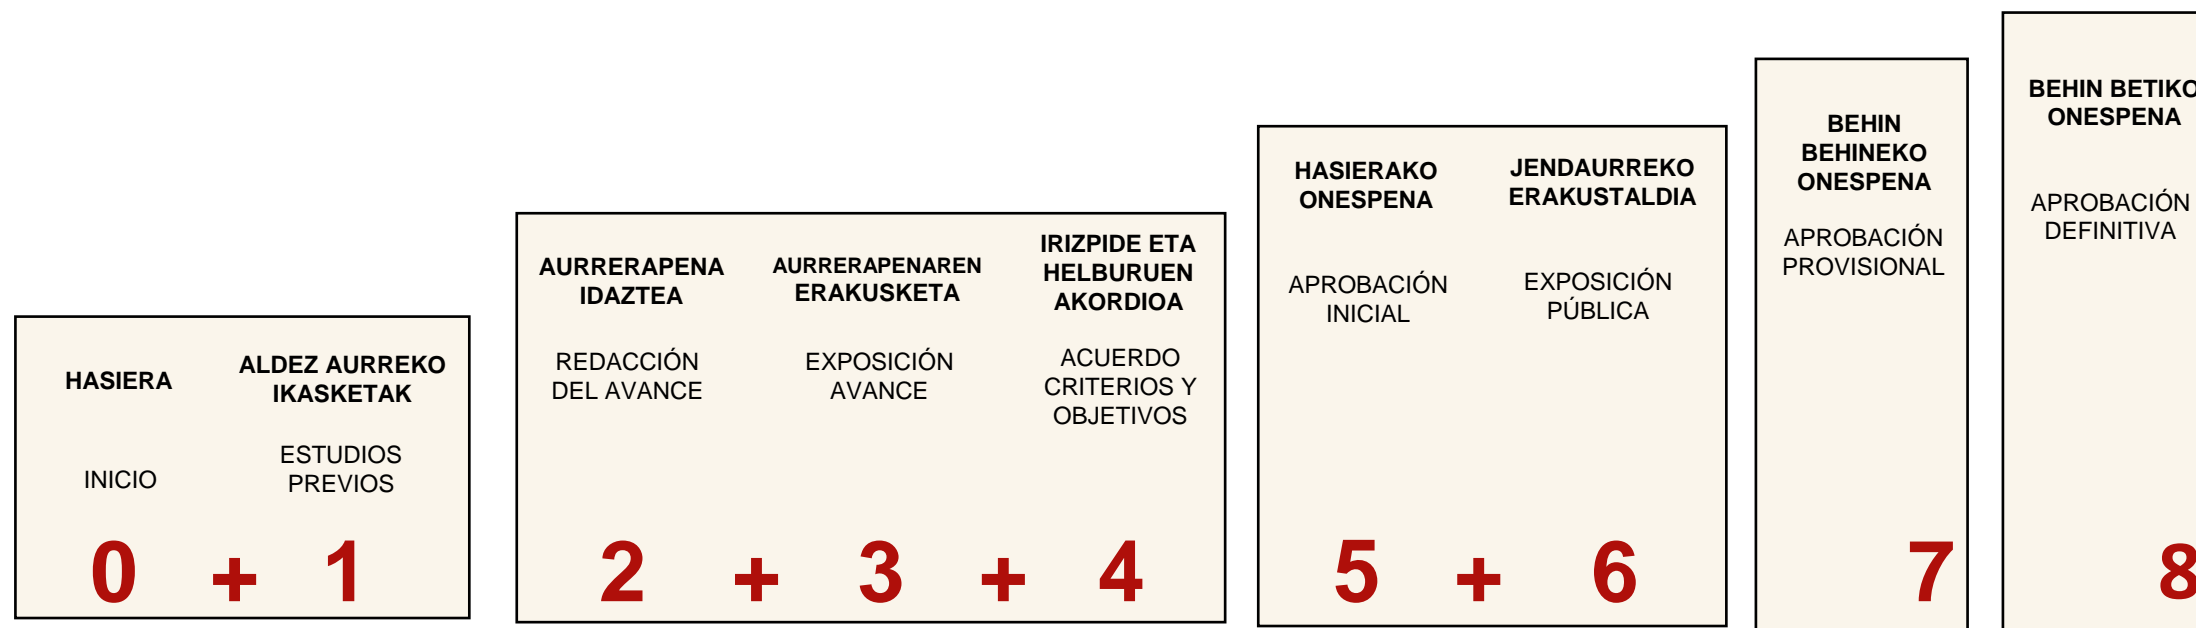 HASIERA
INICIO
ALDEZ AURREKO
IKASKETAK
ESTUDIOS
PREVIOS
0 + 1
AURRERAPENA
IDAZTEA
REDACCIÓN
DEL AVANCE
AURRERAPENAREN
ERAKUSKETA
EXPOSICIÓN
AVANCE
IRIZPIDE ETA
HELBURUEN
AKORDIOA
ACUERDO
CRITERIOS Y
OBJETIVOS
2 + 3 + 4
HASIERAKO
ONESPENA
APROBACIÓN
INICIAL
JENDAURREKO
ERAKUSTALDIA
EXPOSICIÓN
PÚBLICA
5 + 6
BEHIN
BEHINEKO
ONESPENA
APROBACIÓN
PROVISIONAL
7
BEHIN BETIKO
ONESPENA
APROBACIÓN
DEFINITIVA
8